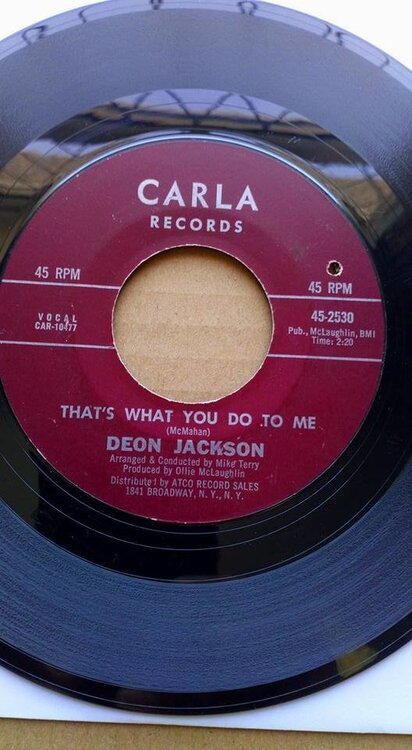 CARLA
RECORDS
45 RPM
45 RPM
VOCAL
CAR-10477
45-2530
Pub., McLaughlin, BMI
Time: 2:20
THAT'S WHAT YOU DO TO ME
(McMahan)
DEON JACKSON
Arranged & Conducted by Mike Terry
Produced by Ollie McLaughlin
Distributed by ATCO RECORD SALES
1841 BROADWAY, N. Y., N. Y.